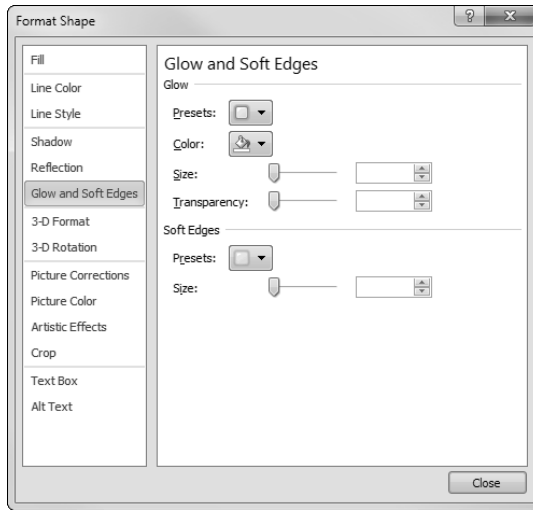 Format Shape
?
Fill
Line Color
Line Style
Shadow
Reflection
Glow and Soft Edges
3-D Format
3-D Rotation
Picture Corrections
Picture Color
Artistic Effects
Crop
Text Box
Alt Text
Glow and Soft Edges
Glow
Presets:
Color:
Size:
Transparency:
Soft Edges
Presets:
Size:
Close